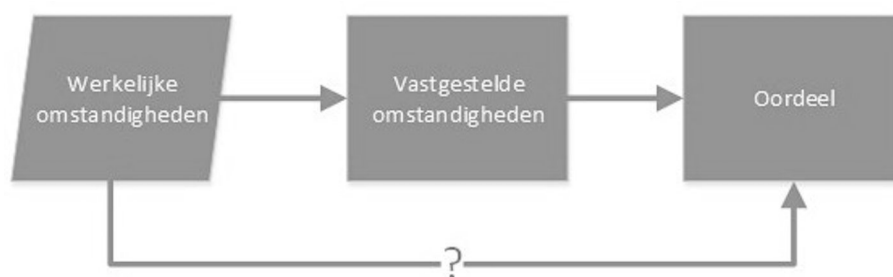 Werkelijke
omstandigheden
Vastgestelde
omstandigheden
Oordeel
?